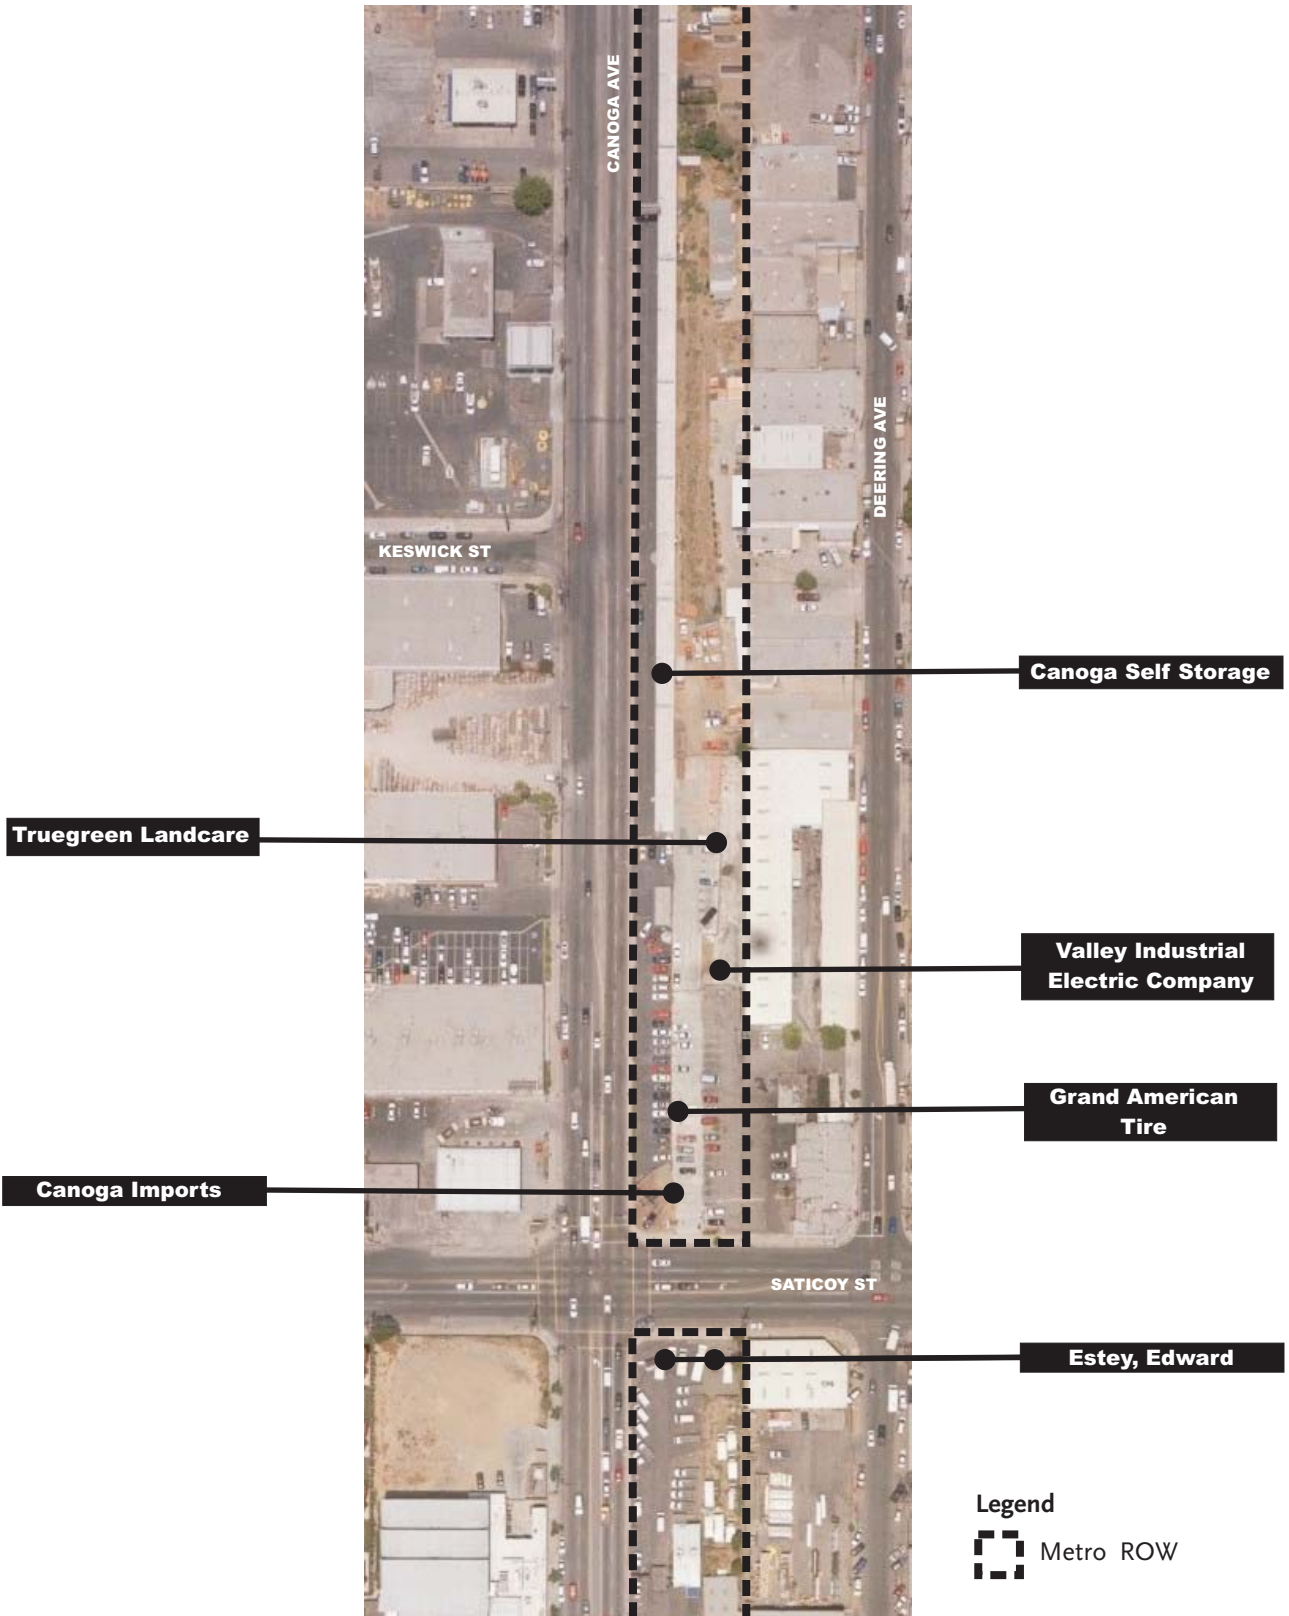 CANOGA AVE
DEERING AVE
KESWICK ST
Canoga Self Storage
Truegreen Landcare
Valley Industrial
Electric Company
Grand American
Tire
Canoga Imports
SATICOY ST
Estey, Edward
Legend
Metro ROW